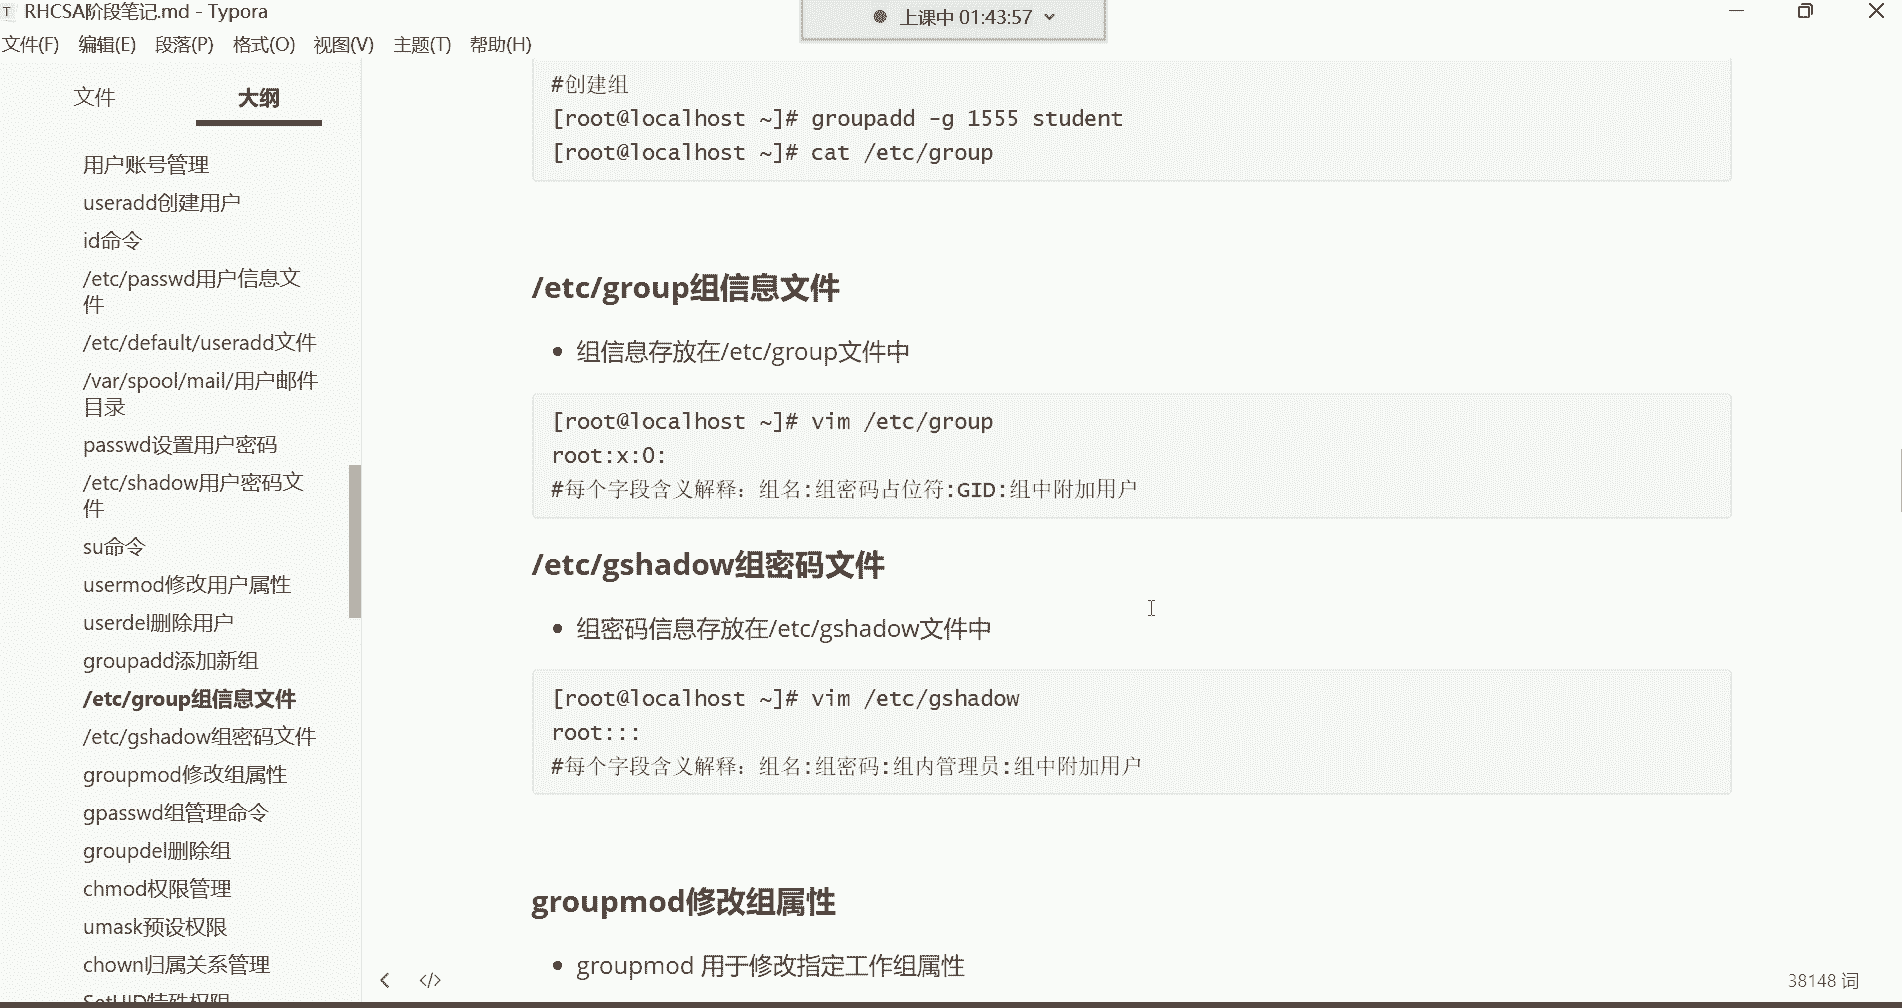 RHCSA阶段笔记.md - Typora
上课中 01:43:57
文件(F) 编辑(E) 段落(P) 格式(O) 视图(V) 主题(T) 帮助(H)
文件 大纲
用户账号管理
useradd创建用户
id命令
/etc/passwd用户信息文
件
/etc/default/useradd文件
/var/spool/mail/用户邮件
目录
passwd设置用户密码
/etc/shadow用户密码文
件
su命令
usermod修改用户属性
userdel删除用户
groupadd添加新组
/etc/group组信息文件
/etc/gshadow组密码文件
groupmod修改组属性
gpasswd组管理命令
groupdel删除组
chmod权限管理
umask预设权限
chown归属关系管理
SetUID特殊权限
#创建组
[root@localhost ~]# groupadd -g 1555 student
[root@localhost ~]# cat /etc/group
/etc/group组信息文件
组信息存放在/etc/group文件中
[root@localhost ~]# vim /etc/group
root:x:0:
#每个字段含义解释：组名:组密码占位符:GID:组中附加用户
/etc/gshadow组密码文件
组密码信息存放在/etc/gshadow文件中
[root@localhost ~]# vim /etc/gshadow
root:::
#每个字段含义解释：组名:组密码:组内管理员:组中附加用户
groupmod修改组属性
groupmod 用于修改指定工作组属性
38148 词